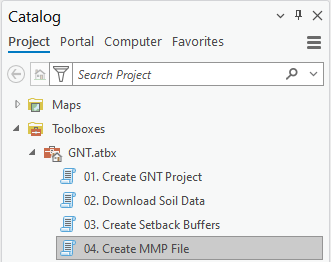 Catalog
Project Portal Computer Favorites
Search Project
Maps
Toolboxes
GNT.atbx
01. Create GNT Project
02. Download Soil Data
03. Create Setback Buffers
04. Create MMP File